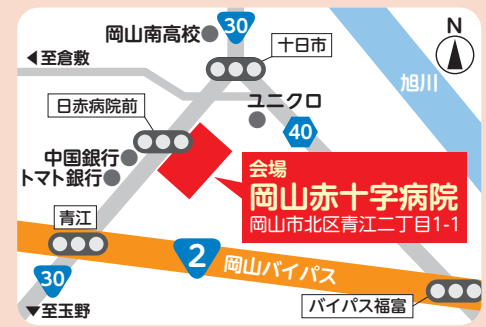 岡山南高校
30
N
十日市
◀至倉敷
旭川
日赤病院前
ユニクロ
40
中国銀行
トマト銀行
会場
岡山赤十字病院
岡山市北区青江二丁目1-1
青江
2
岡山バイパス
30
バイパス福富
▼至玉野